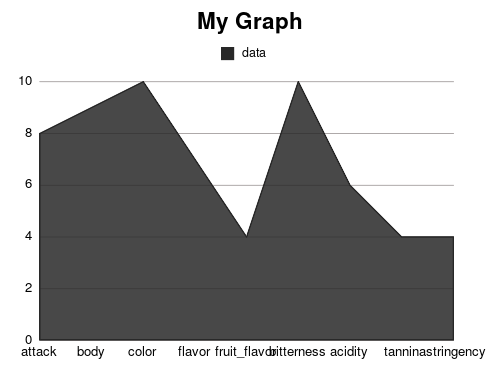 My Graph
data
10
8
6
4
2
0
attack body color flavor fruit_flavor bitterness acidity tannin astringency